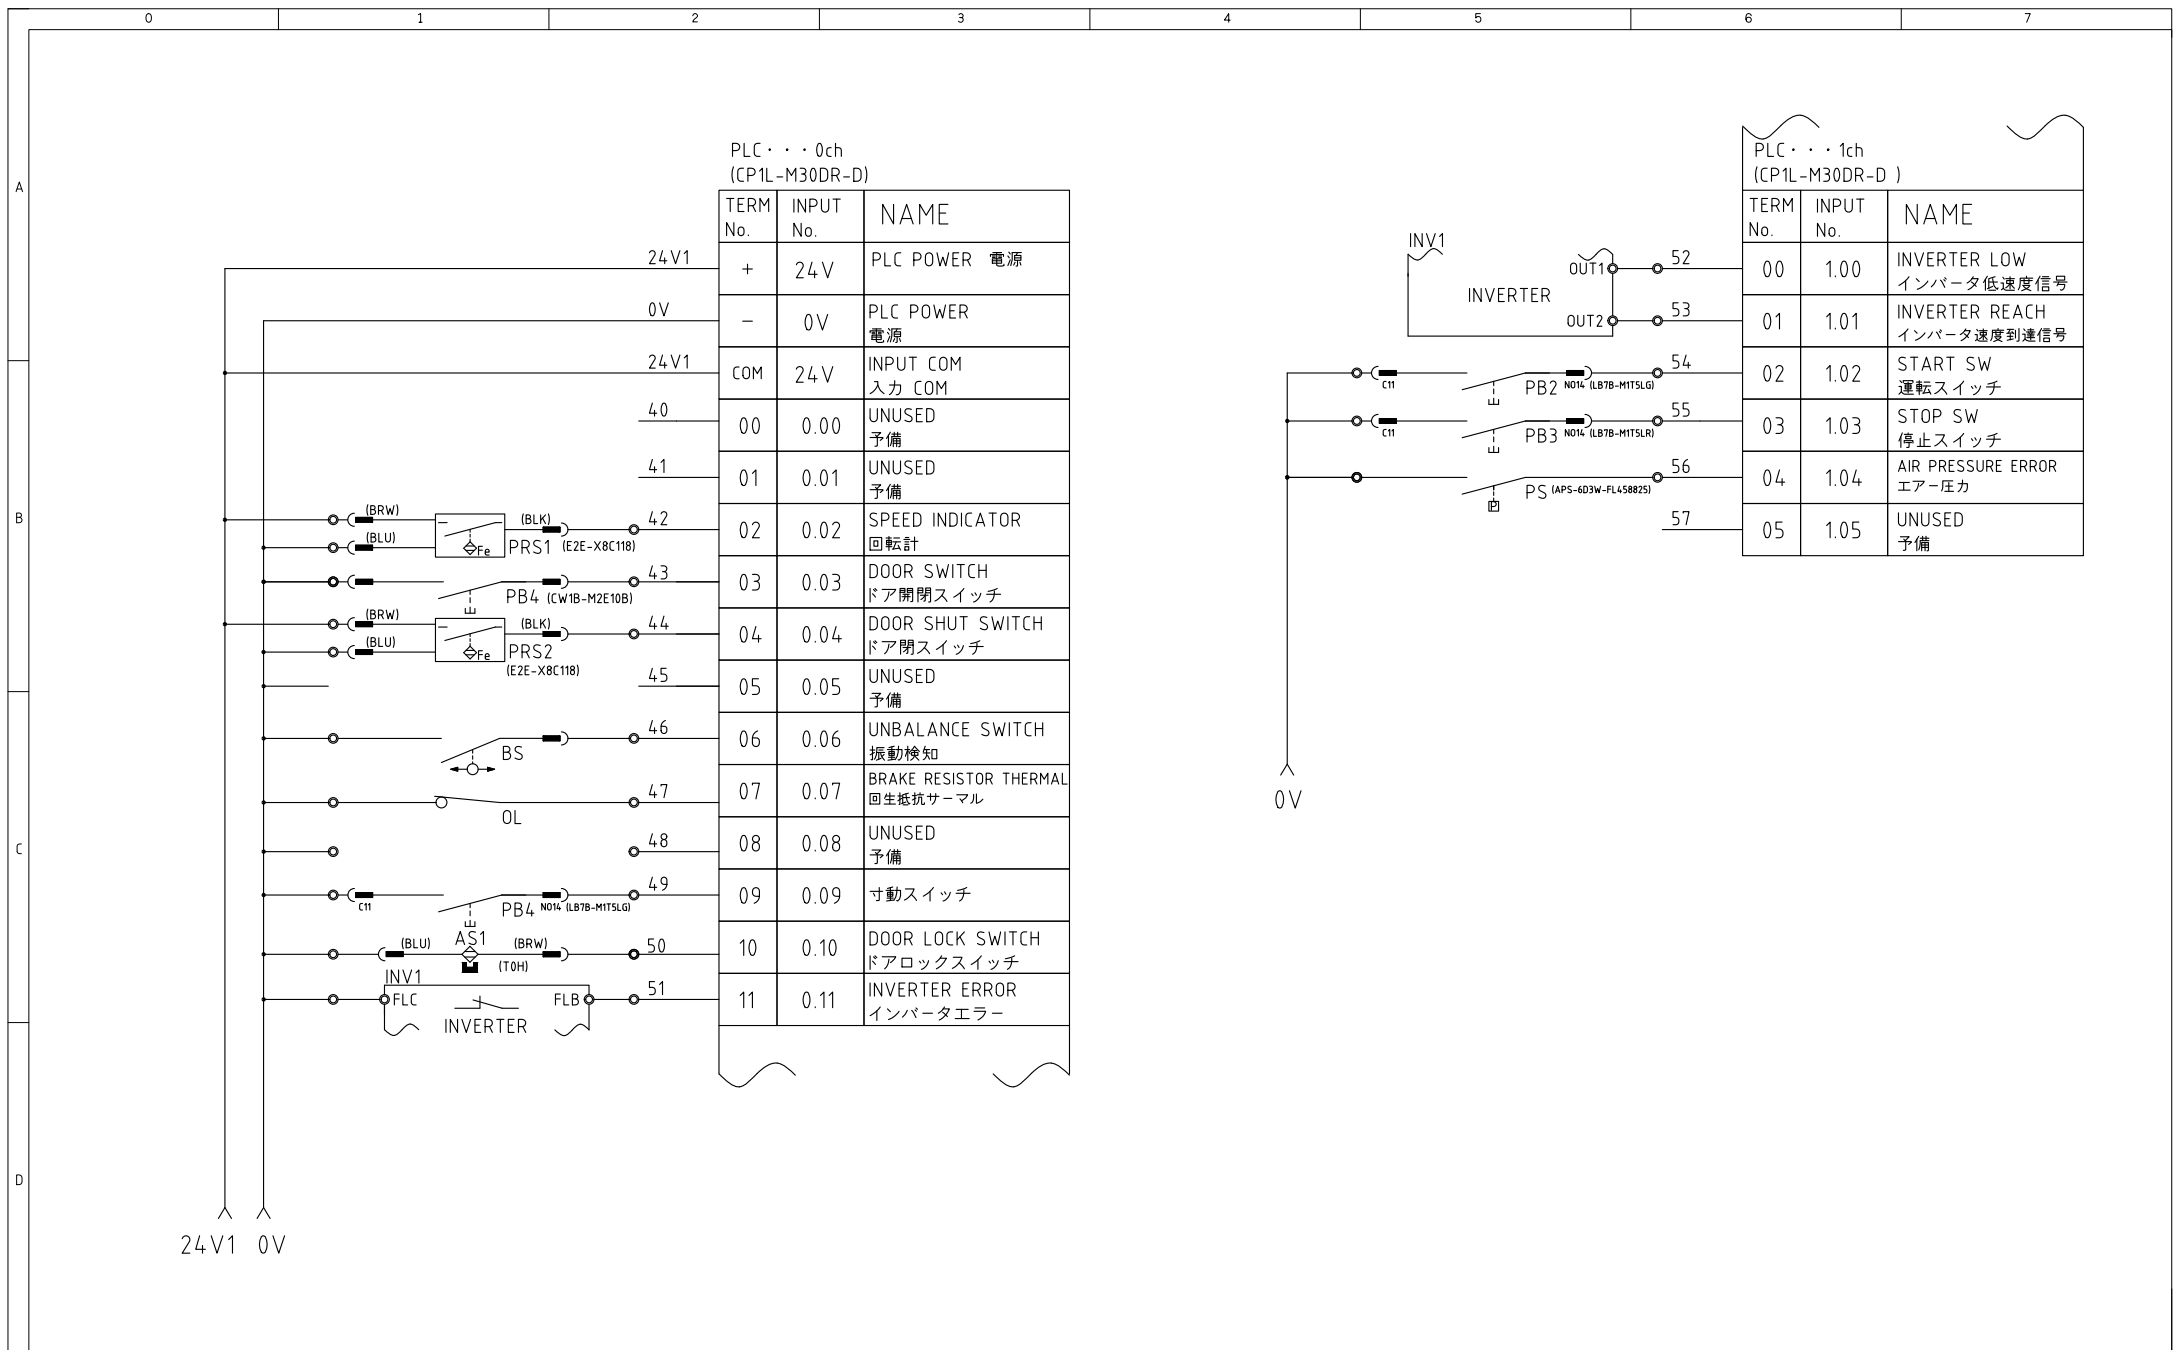 0 1 2 3 4 5 6 7
A
B
C
D
PLC・・・0ch
(CP1L-M30DR-D)
TERM No. INPUT No. NAME
24V1 + 24V PLC POWER 電源
0V - 0V PLC POWER
電源
24V1 COM 24V INPUT COM
入力 COM
40 00 0.00 UNUSED
予備
41 01 0.01 UNUSED
予備
(BRW) (BLK) 42 02 0.02 SPEED INDICATOR
(BLU) Fe PRS1 (E2E-X8C118) 回転計
43 03 0.03 DOOR SWITCH
PB4 (CW1B-M2E10B) ドア開閉スイッチ
(BRW) (BLK) 44 04 0.04 DOOR SHUT SWITCH
(BLU) Fe PRS2 ドア閉スイッチ
(E2E-X8C118)
45 05 0.05 UNUSED
予備
46 06 0.06 UNBALANCE SWITCH
BS 振動検知
47 07 0.07 BRAKE RESISTOR THERMAL
OL 回生抵抗サーマル
48 08 0.08 UNUSED
予備
49 09 0.09 寸動スイッチ
C11 PB4 NO14 (LB7B-M1T5LG)
(BLU) AS1 (BRW) 50 10 0.10 DOOR LOCK SWITCH
(T0H) ドアロックスイッチ
INV1
FLC FLB 51 11 0.11 INVERTER ERROR
INVERTER インバータエラー
24V1 0V
PLC・・・1ch
(CP1L-M30DR-D )
TERM No. INPUT No. NAME
INV1
OUT1 52 00 1.00 INVERTER LOW
インバータ低速度信号
INVERTER
OUT2 53 01 1.01 INVERTER REACH
インバータ速度到達信号
54 02 1.02 START SW
C11 PB2 NO14 (LB7B-M1T5LG) 運転スイッチ
55 03 1.03 STOP SW
C11 PB3 NO14 (LB7B-M1T5LR) 停止スイッチ
56 04 1.04 AIR PRESSURE ERROR
P PS (APS-6D3W-FL458825) エアー圧力
57 05 1.05 UNUSED
予備
0V